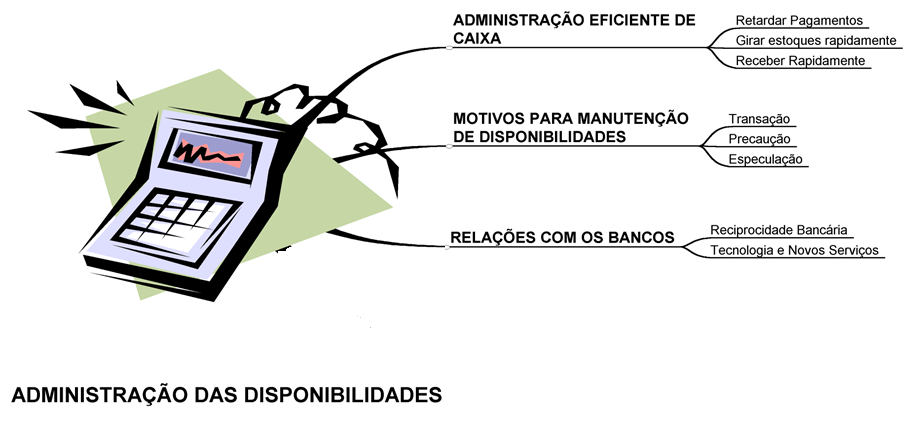 ADMINISTRAÇÃO EFICIENTE DE
CAIXA
Retardar Pagamentos
Girar estoques rapidamente
Receber Rapidamente
MOTIVOS PARA MANUTENÇÃO
DE DISPONIBILIDADES
Transação
Precaução
Especulação
RELAÇÕES COM OS BANCOS
Reciprocidade Bancária
Tecnologia e Novos Serviços
ADMINISTRAÇÃO DAS DISPONIBILIDADES